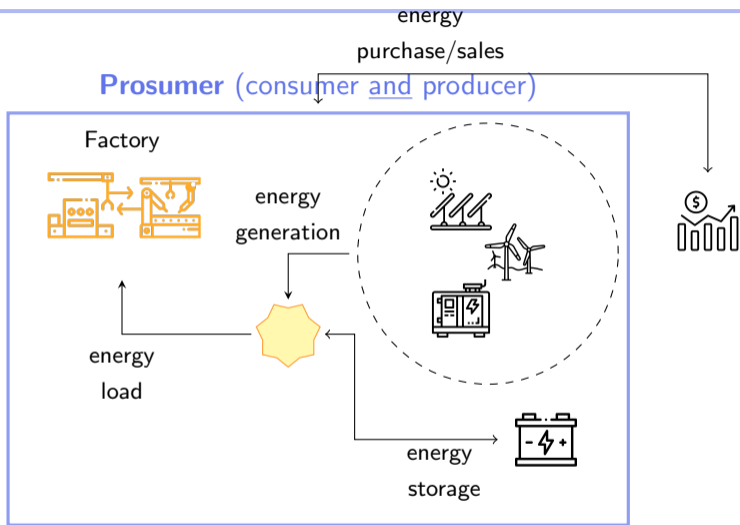 energy
purchase/sales
Prosumer (consumer and producer)
Factory
energy
generation
$
energy
load
energy
storage